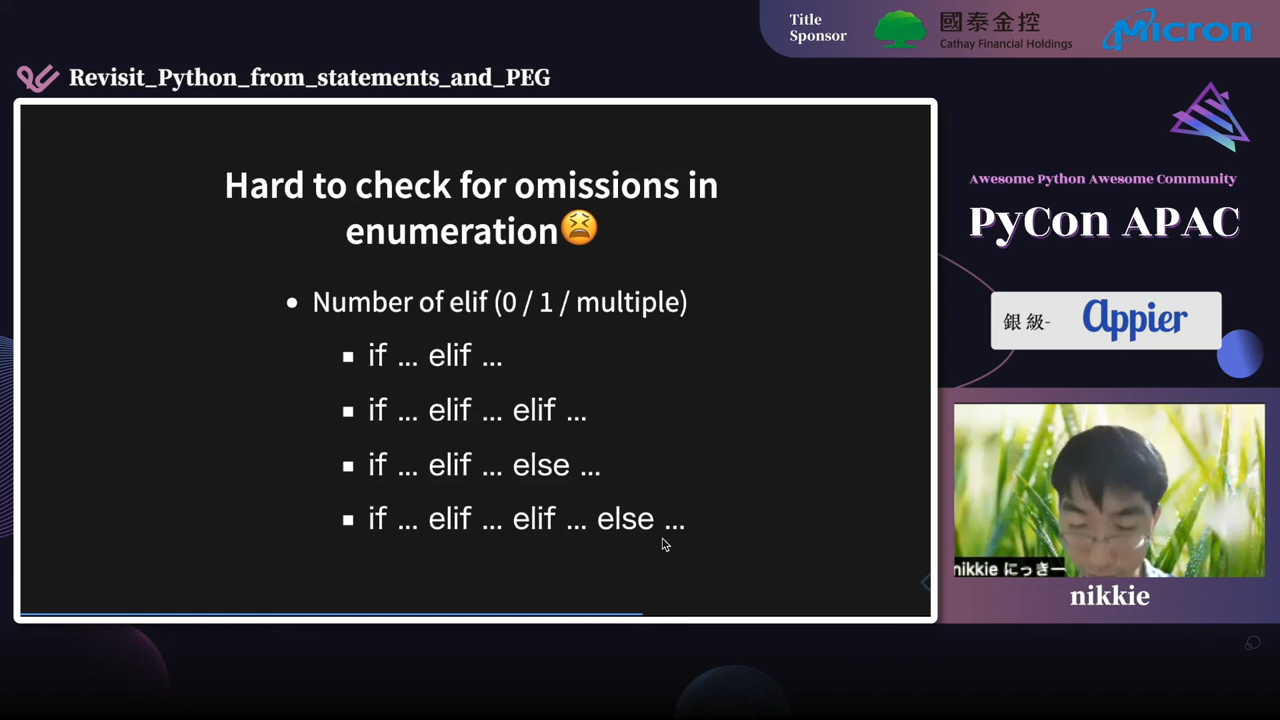 Title
Sponsor
國泰金控
Cathay Financial Holdings
Micron
Revisit_Python_from_statements_and_PEG
Hard to check for omissions in
enumeration😫
• Number of elif (0 / 1 / multiple)
▪ if ... elif ...
▪ if ... elif ... elif ...
▪ if ... elif ... else ...
▪ if ... elif ... elif ... else ...
Awesome Python Awesome Community
PyCon APAC
銀級- Appier
nikkie にっきー
nikkie